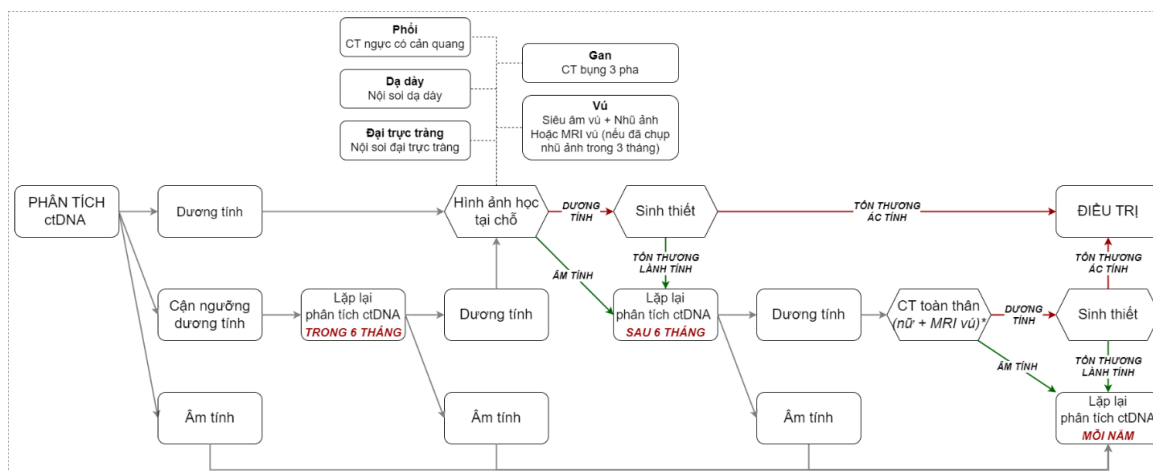 Phổi
CT ngực có cản quang
Gan
CT bụng 3 pha
Dạ dày
Nội soi dạ dày
Vú
Siêu âm vú + Nhũ ảnh
Hoặc MRI vú (nếu đã chụp
nhũ ảnh trong 3 tháng)
Đại trực tràng
Nội soi đại trực tràng
PHÂN TÍCH
ctDNA
Dương tính
Hình ảnh học
tại chỗ
DƯƠNG
TÍNH
Sinh thiết
TỔN THƯƠNG
ÁC TÍNH
ĐIỀU TRỊ
ÂM TÍNH
TỔN THƯƠNG
LÀNH TÍNH
TỔN THƯƠNG
ÁC TÍNH
Cận ngưỡng
dương tính
Lặp lại
phân tích ctDNA
TRONG 6 THÁNG
Dương tính
Lặp lại
phân tích ctDNA
SAU 6 THÁNG
Dương tính
CT toàn thân
(nữ + MRI vú)*
DƯƠNG
TÍNH
Sinh thiết
ÂM TÍNH
TỔN THƯƠNG
LÀNH TÍNH
Âm tính
Âm tính
Âm tính
Lặp lại
phân tích ctDNA
MỖI NĂM